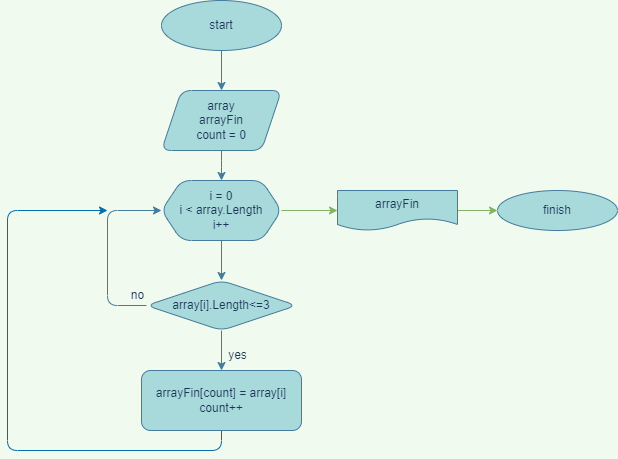 start
array
arrayFin
count = 0
i = 0
i < array.Length
i++
arrayFin
finish
no
array[i].Length<=3
yes
arrayFin[count] = array[i]
count++